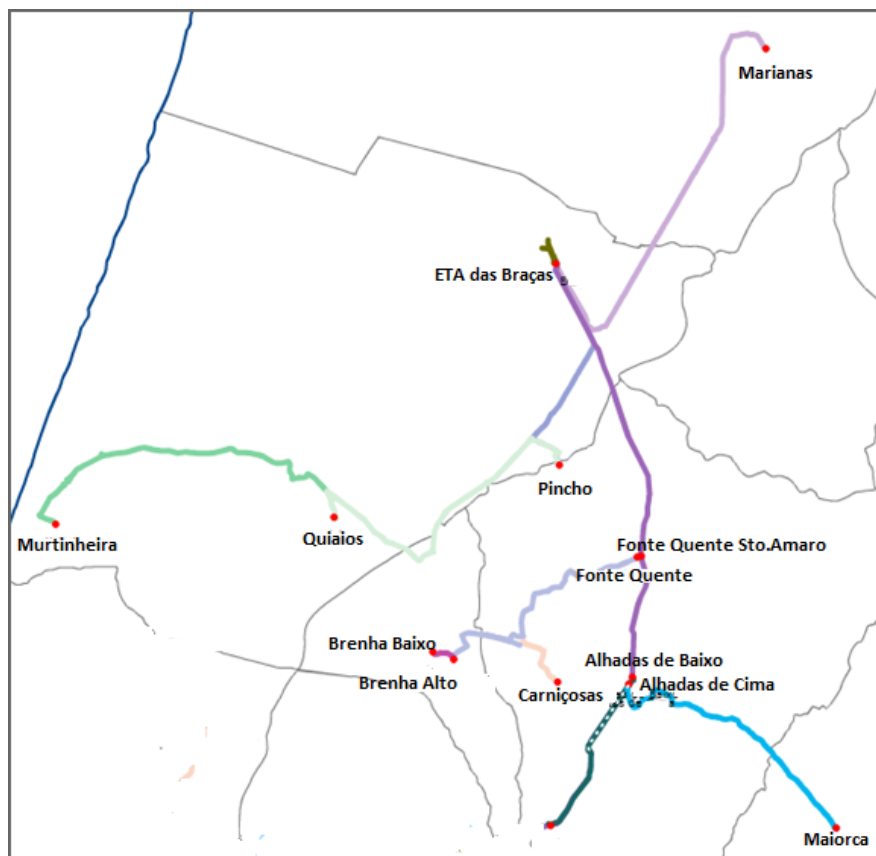 Marianas
ETA das Braças
Pincho
Quiaios
Murtinheira
Fonte Quente Sto.Amaro
Fonte Quente
Brenha Baixo
Alhadas de Baixo
Brenha Alto
Alhadas de Cima
Carniçosas
Maiorca